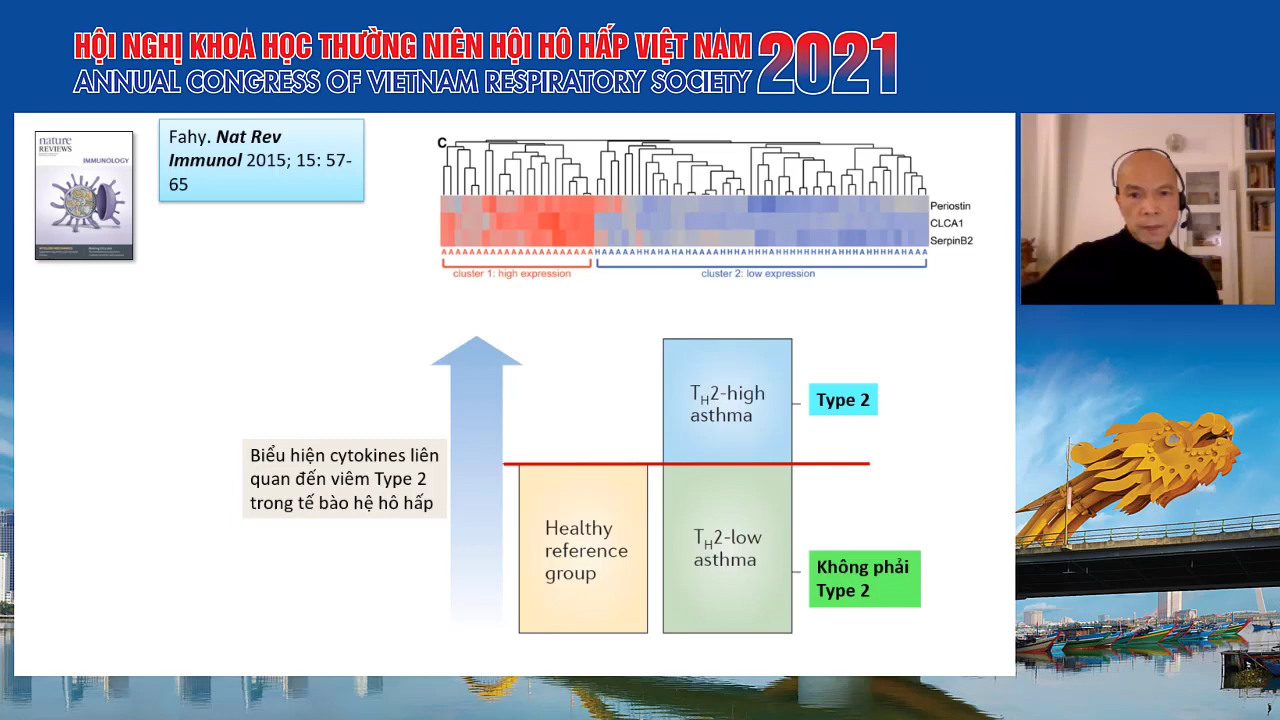 HỘI NGHỊ KHOA HỌC THƯỜNG NIÊN HỘI HÔ HẤP VIỆT NAM
ANNUAL CONGRESS OF VIETNAM RESPIRATORY SOCIETY
2021
nature
REVIEWS
IMMUNOLOGY
Fahy. Nat Rev
Immunol 2015; 15: 57-
65
C
Periostin
CLCA1
SerpinB2
cluster 1: high expression
cluster 2: low expression
Biểu hiện cytokines liên
quan đến viêm Type 2
trong tế bào hệ hô hấp
Healthy
reference
group
TH2-high
asthma
Type 2
TH2-low
asthma
Không phải
Type 2